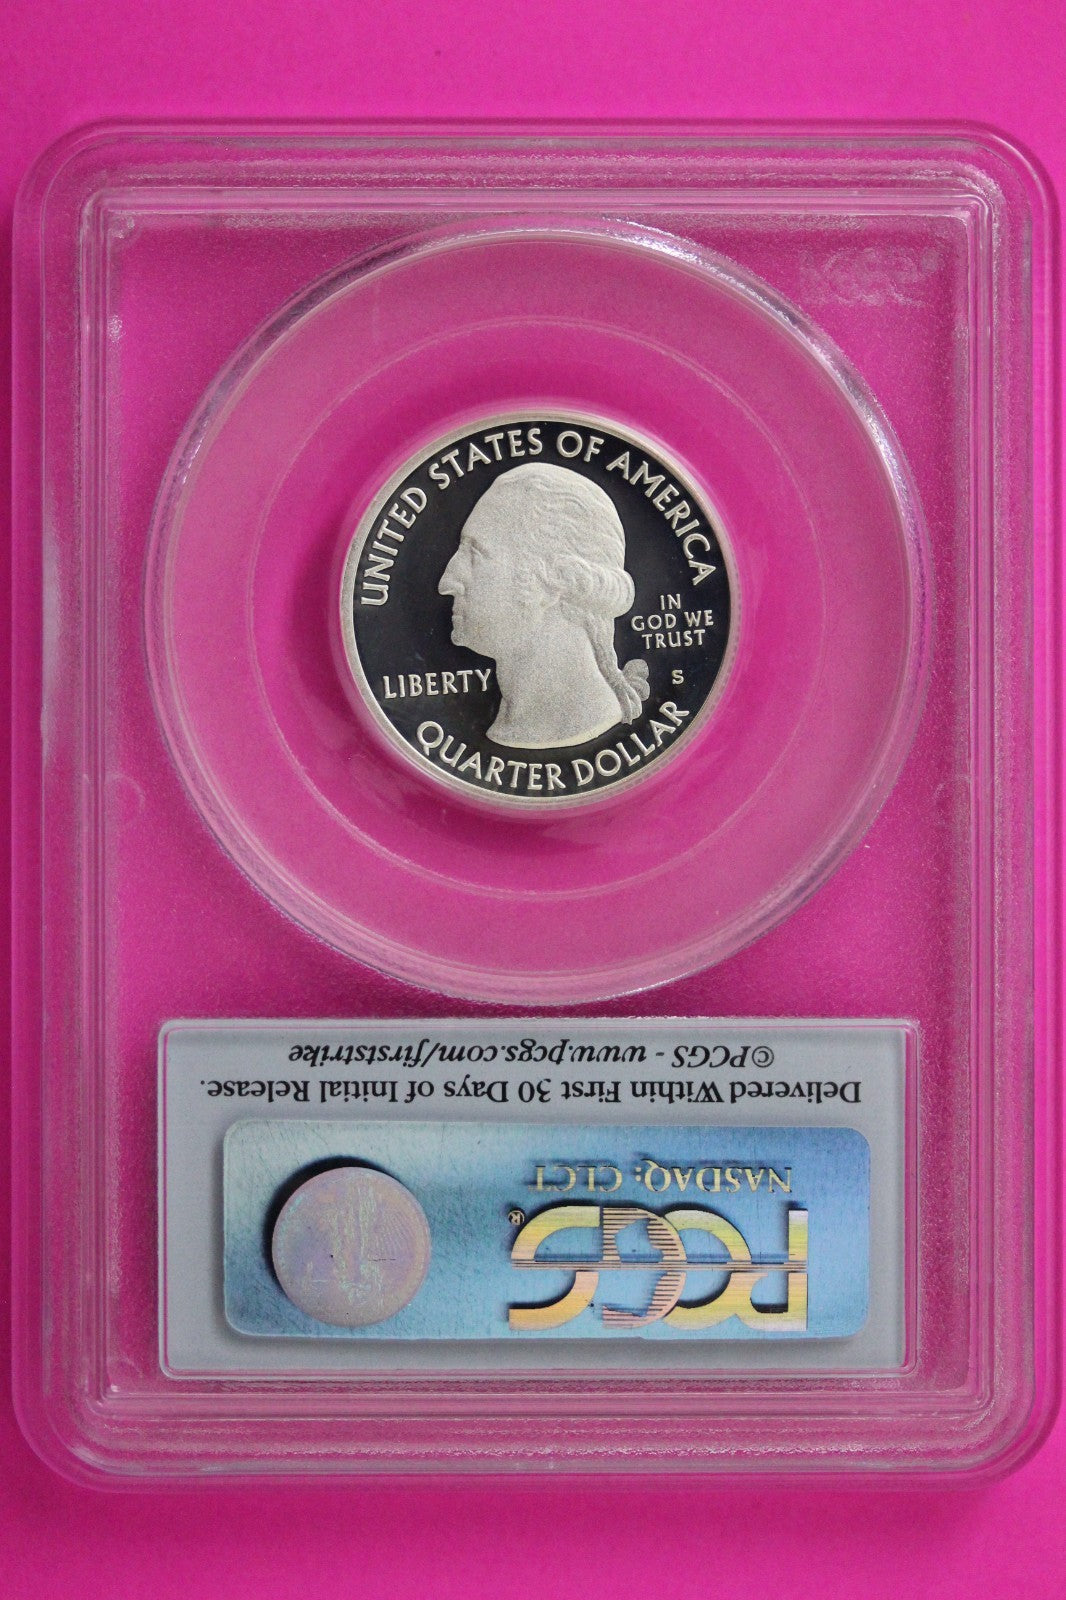 UNITED STATES OF AMERICA
IN
GOD WE
TRUST
LIBERTY
S
QUARTER DOLLAR
PCGS®
NASDAQ: CLCT
Delivered Within First 30 Days of Initial Release.
©PCGS - www.pcgs.com/firststrike